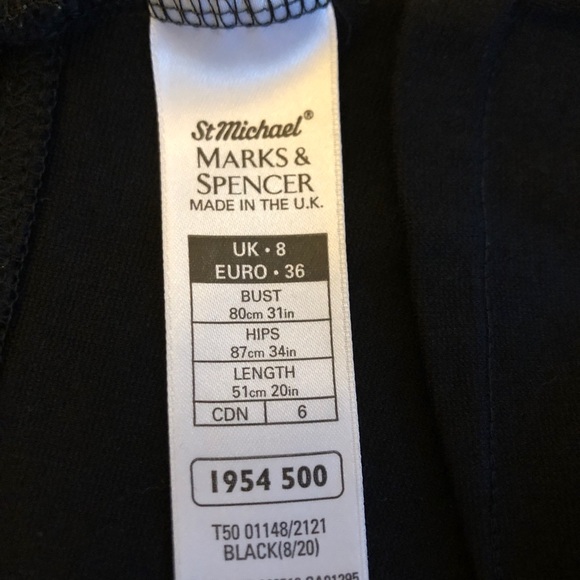 St Michael®
MARKS &
SPENCER
MADE IN THE U.K.
UK • 8
EURO • 36
BUST
80cm 31in
HIPS
87cm 34in
LENGTH
51cm 20in
CDN 6
1954 500
T50 01148/2121
BLACK(8/20)